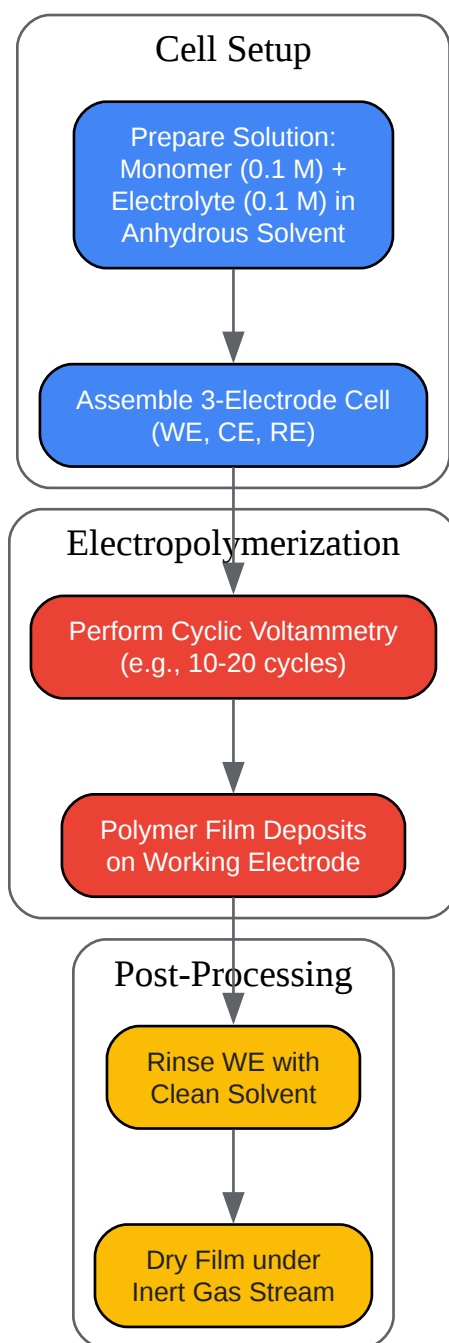 Cell Setup
Prepare Solution:
Monomer (0.1 M) +
Electrolyte (0.1 M) in
Anhydrous Solvent
Assemble 3-Electrode Cell
(WE, CE, RE)
Electropolymerization
Perform Cyclic Voltammetry
(e.g., 10-20 cycles)
Polymer Film Deposits
on Working Electrode
Post-Processing
Rinse WE with
Clean Solvent
Dry Film under
Inert Gas Stream